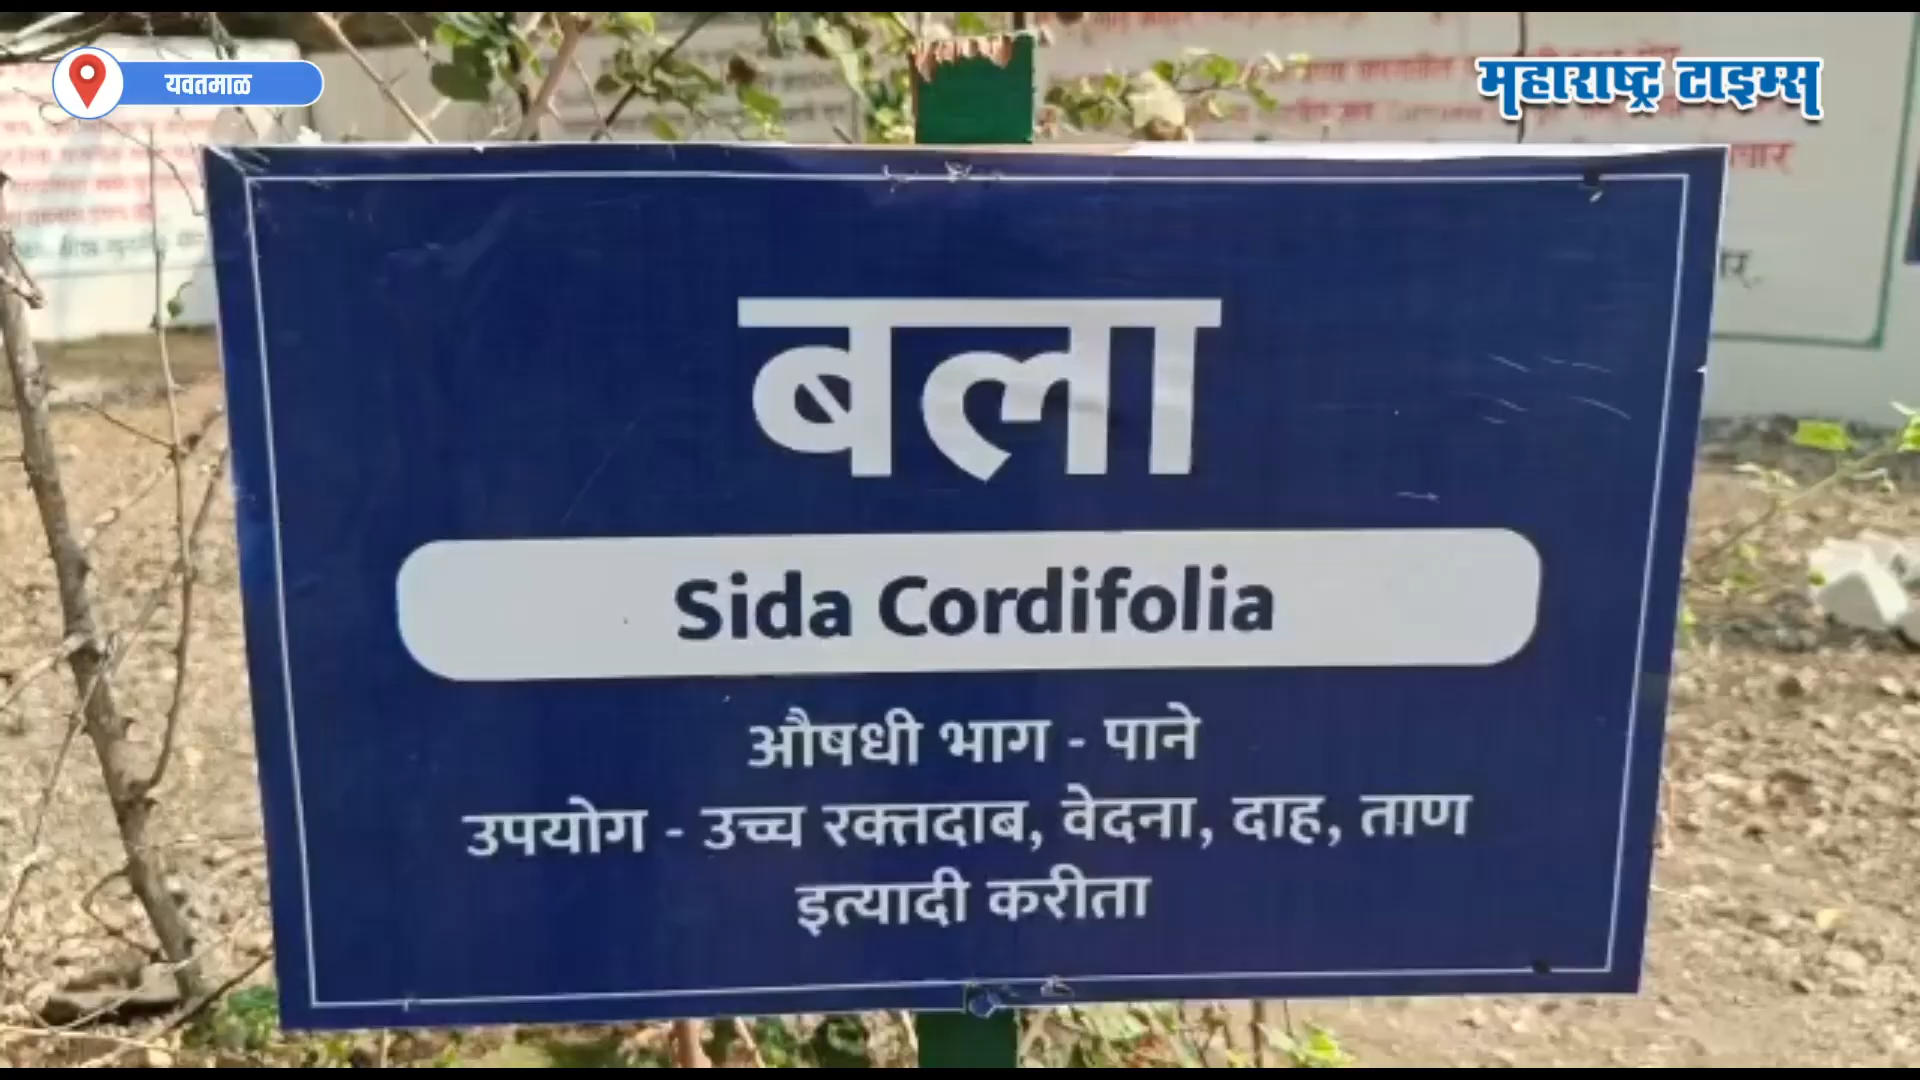 यवतमाळ
महाराष्ट्र टाइम्स
बला
Sida Cordifolia
औषधी भाग - पाने
उपयोग - उच्च रक्तदाब, वेदना, दाह, ताण
इत्यादी करीता